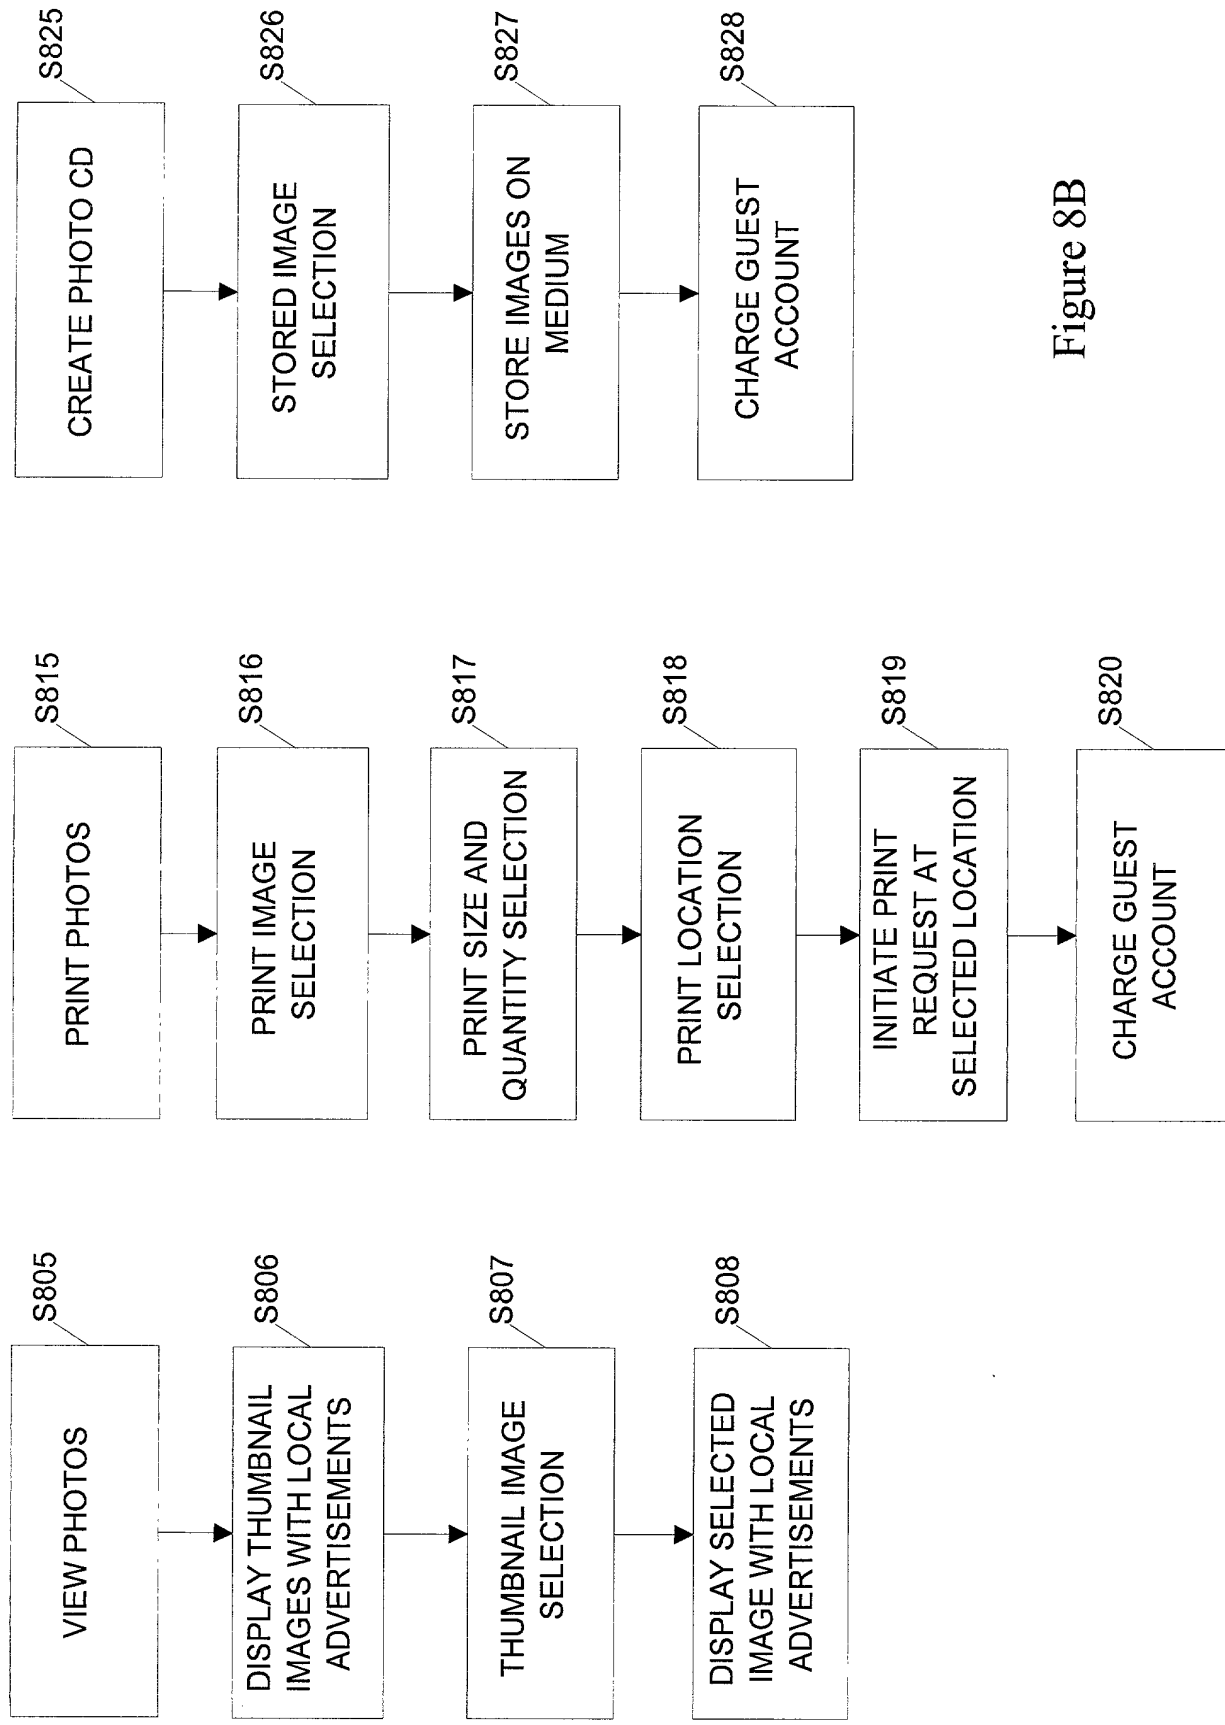 VIEW PHOTOS
S805
DISPLAY THUMBNAIL
IMAGES WITH LOCAL
ADVERTISEMENTS
S806
THUMBNAIL IMAGE
SELECTION
S807
DISPLAY SELECTED
IMAGE WITH LOCAL
ADVERTISEMENTS
S808
PRINT PHOTOS
S815
PRINT IMAGE
SELECTION
S816
PRINT SIZE AND
QUANTITY SELECTION
S817
PRINT LOCATION
SELECTION
S818
INITIATE PRINT
REQUEST AT
SELECTED LOCATION
S819
CHARGE GUEST
ACCOUNT
S820
CREATE PHOTO CD
S825
STORED IMAGE
SELECTION
S826
STORE IMAGES ON
MEDIUM
S827
CHARGE GUEST
ACCOUNT
S828
Figure 8B